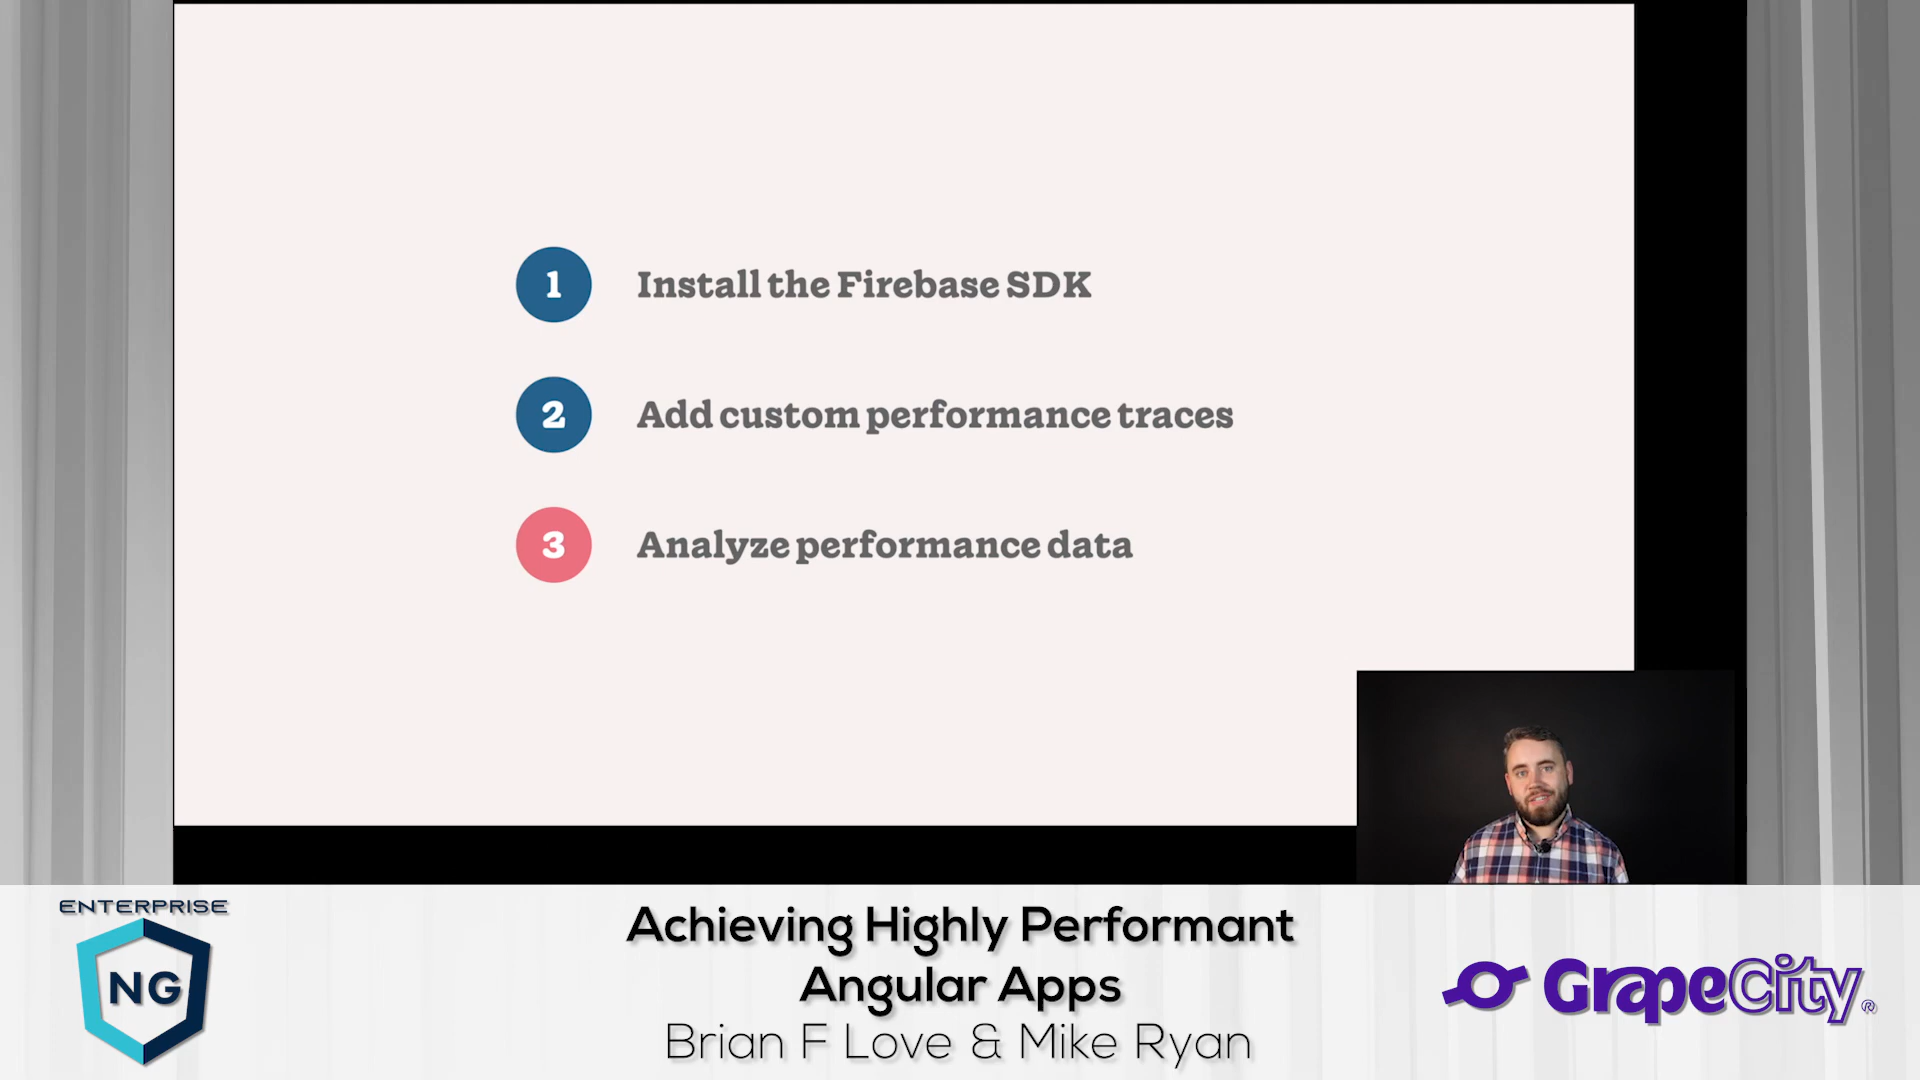 1 Install the Firebase SDK
2 Add custom performance traces
3 Analyze performance data
ENTERPRISE
NG
Achieving Highly Performant
Angular Apps
Brian F Love & Mike Ryan
GrapeCity®